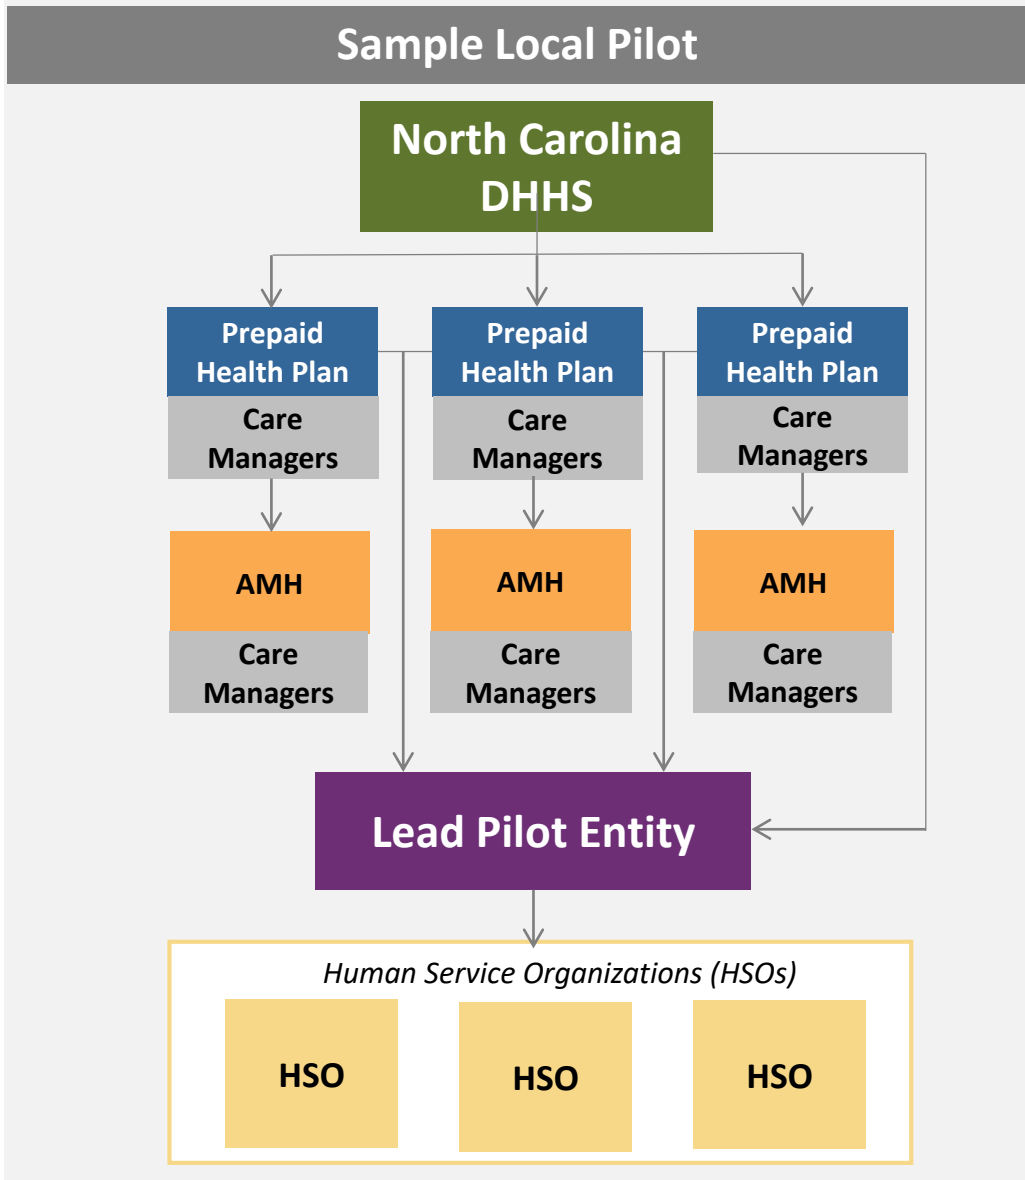 Sample Local Pilot
North Carolina
DHHS
Prepaid
Health Plan
Prepaid
Health Plan
Prepaid
Health Plan
Care
Managers
Care
Managers
Care
Managers
AMH
AMH
AMH
Care
Managers
Care
Managers
Care
Managers
Lead Pilot Entity
Human Service Organizations (HSOs)
HSO
HSO
HSO